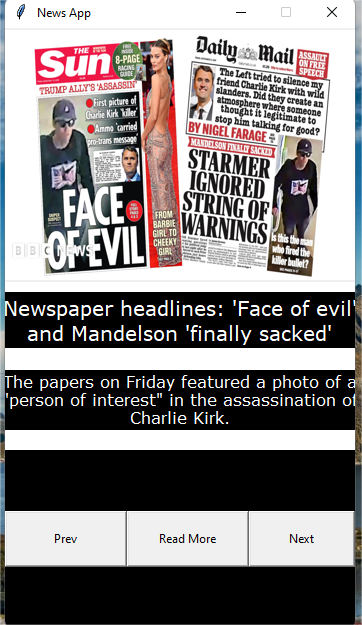 News App
THE
Sun
FREE
INSIDE
8-PAGE
RACING
GUIDE
TRUMP ALLY'S 'ASSASSIN'
First picture of
Charlie Kirk 'killer'
Ammo 'carried
pro-trans message'
FACE
OF EVIL
FROM
BARBIE
GIRL TO
CHEEKY
GIRL
BBC NEWS
Daily Mail
ASSAULT
ON FREE
SPEECH
The Left tried to silence my
friend Charlie Kirk with wild
slanders. Did they create an
atmosphere where someone
thought it legitimate to
stop him talking for good?
BY NIGEL FARAGE
MANDELSON FINALLY SACKED
STARMER
IGNORED
STRING OF
WARNINGS
Is this the
man who fired
the killer
bullet?
Newspaper headlines: 'Face of evil'
and Mandelson 'finally sacked'
The papers on Friday featured a photo of a
'person of interest" in the assassination of
Charlie Kirk.
Prev
Read More
Next